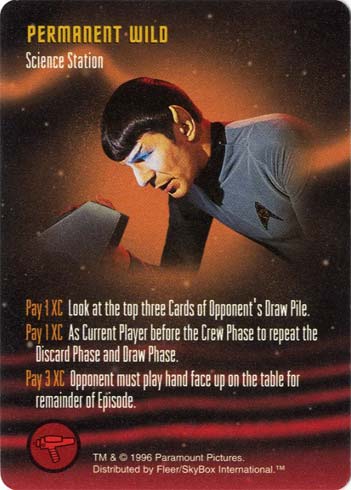 PERMANENT WILD
Science Station
Pay 1 XC Look at the top three Cards of Opponent's Draw Pile.
Pay 1 XC As Current Player before the Crew Phase to repeat the
Discard Phase and Draw Phase.
Pay 3 XC Opponent must play hand face up on the table for
remainder of Episode.
TM & © 1996 Paramount Pictures.
Distributed by Fleer/SkyBox International.™